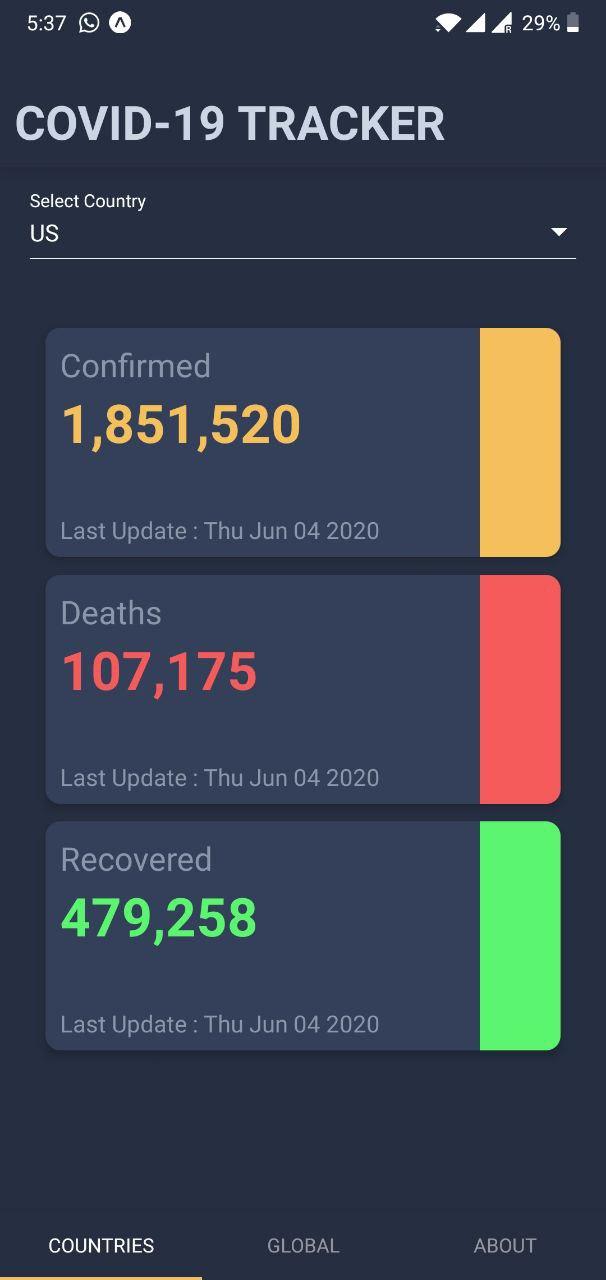 5:37
29%
COVID-19 TRACKER
Select Country
US
Confirmed
1,851,520
Last Update : Thu Jun 04 2020
Deaths
107,175
Last Update : Thu Jun 04 2020
Recovered
479,258
Last Update : Thu Jun 04 2020
COUNTRIES GLOBAL ABOUT